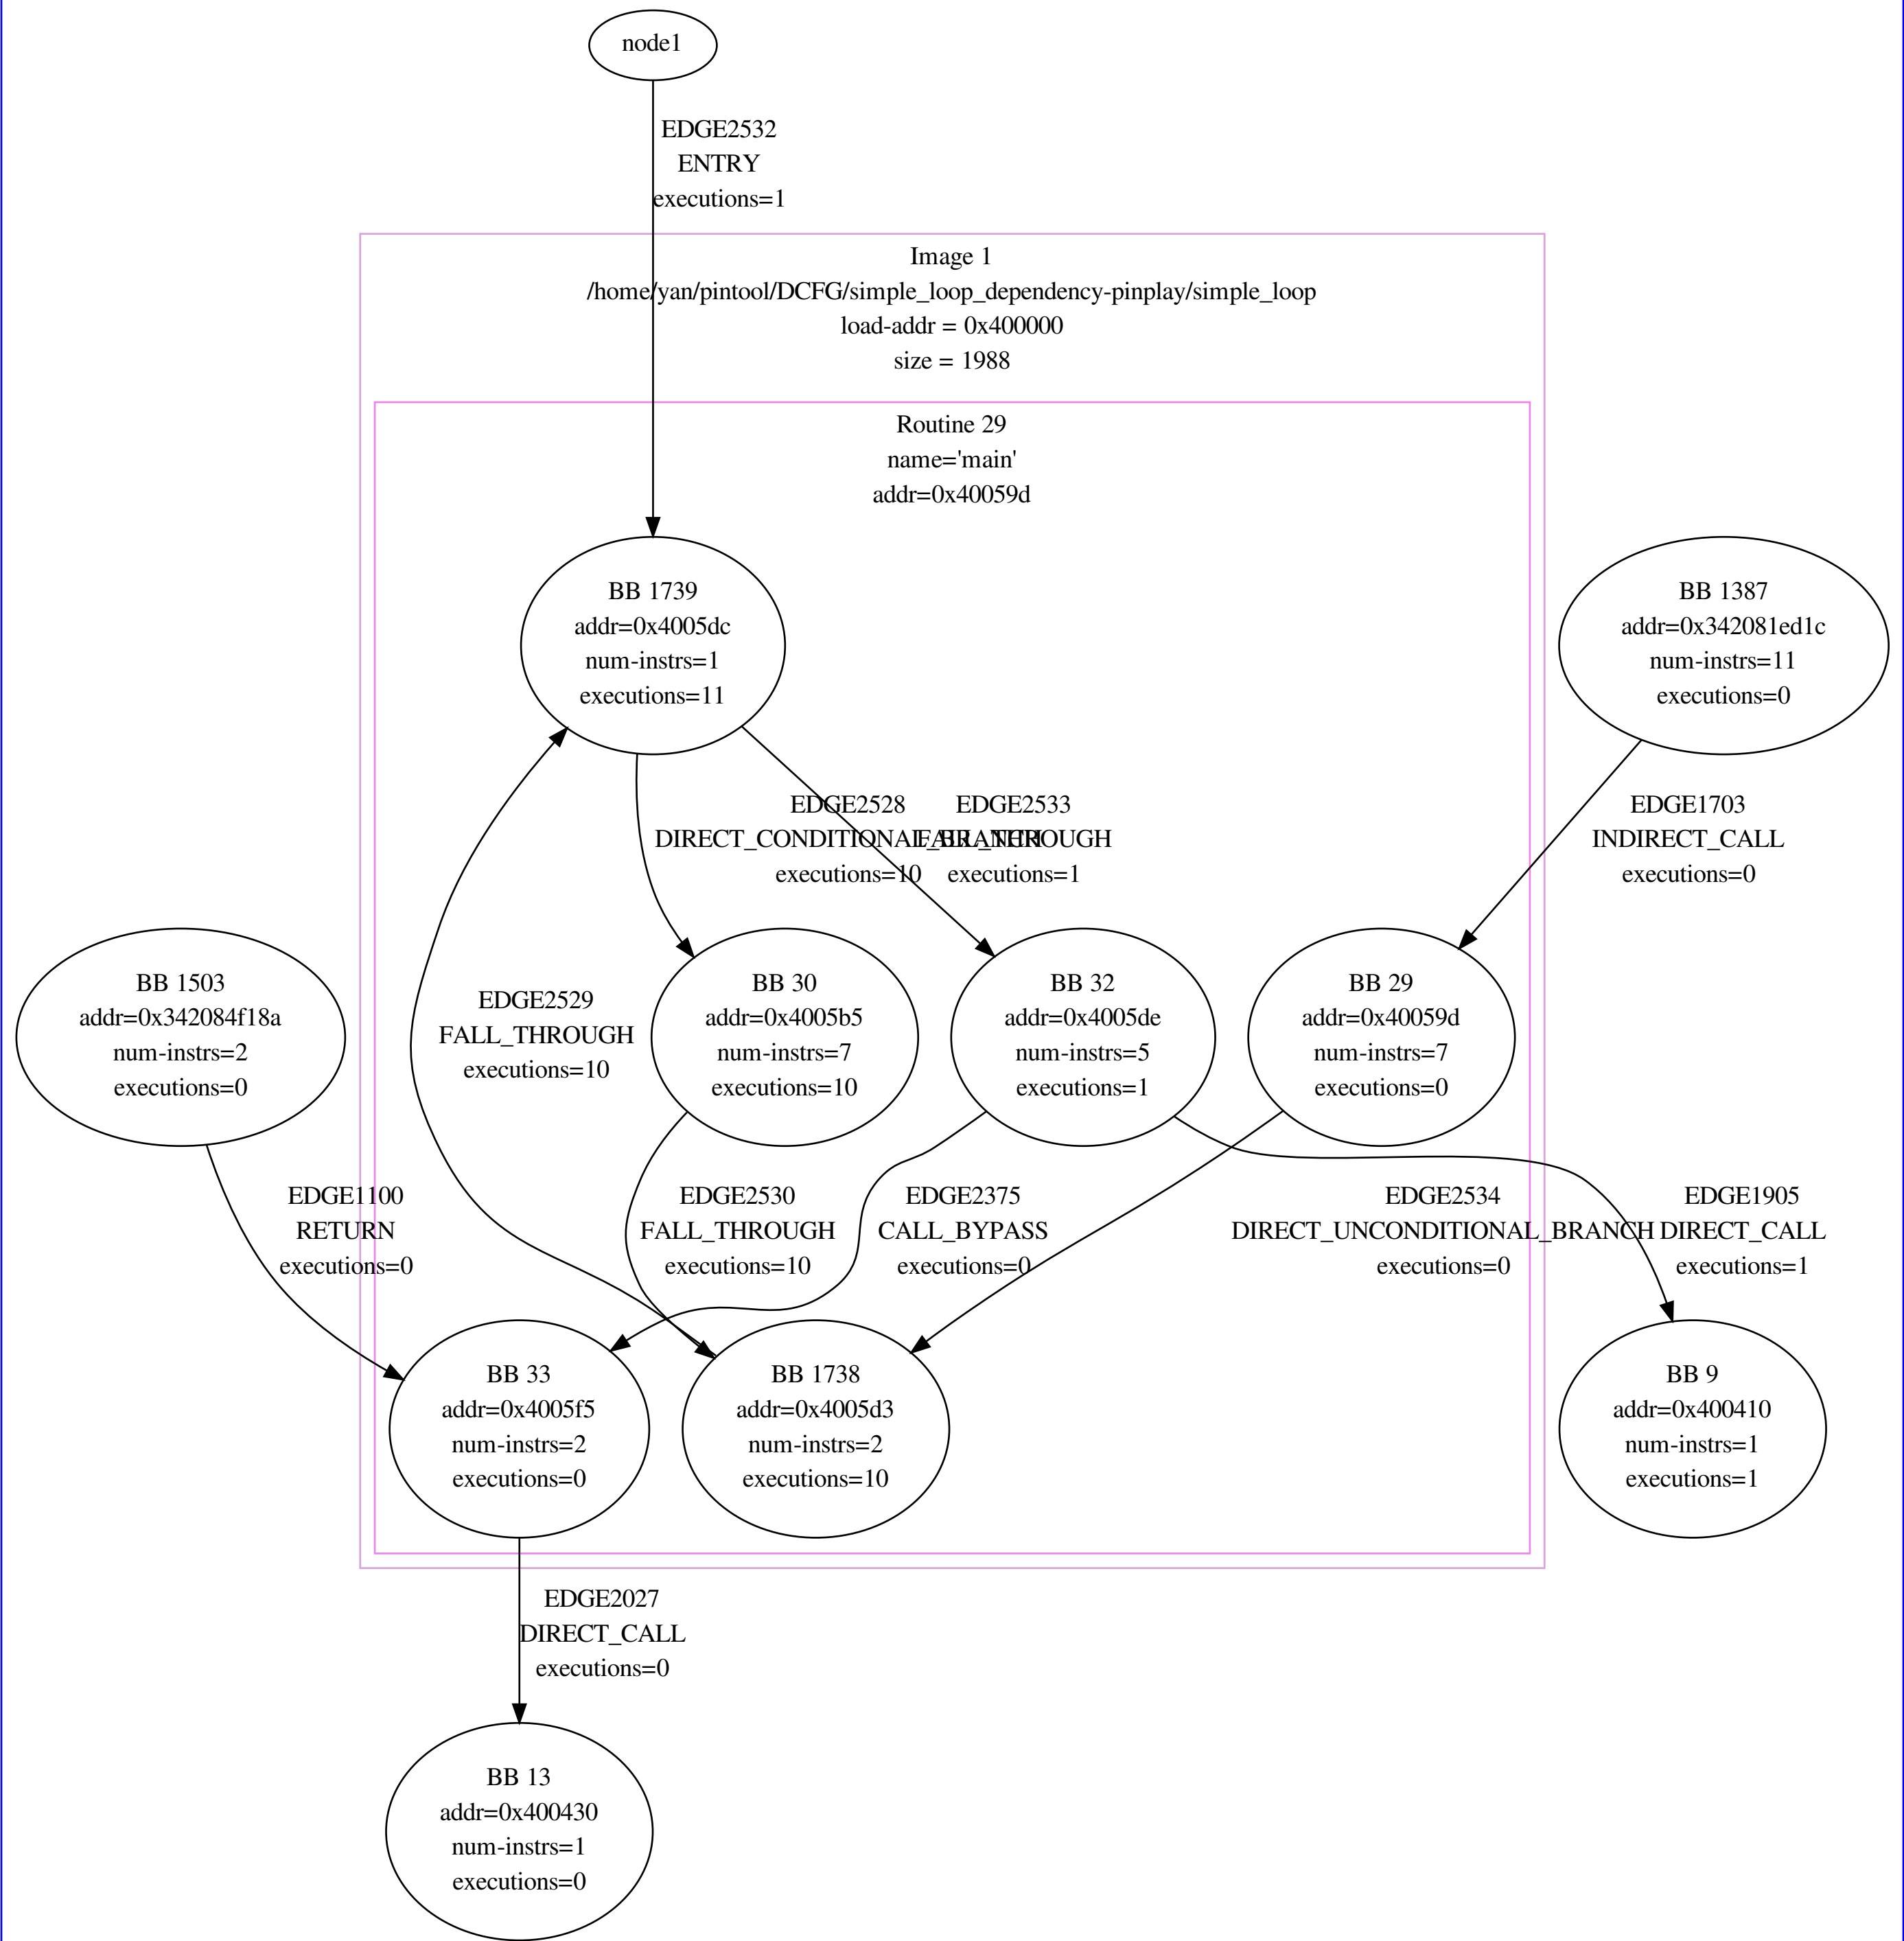 node1
EDGE2532
ENTRY
executions=1
Image 1
/home/yan/pintool/DCFG/simple_loop_dependency-pinplay/simple_loop
load-addr = 0x400000
size = 1988
Routine 29
name='main'
addr=0x40059d
BB 1739
addr=0x4005dc
num-instrs=1
executions=11
BB 1387
addr=0x342081ed1c
num-instrs=11
executions=0
EDGE2528
DIRECT_CONDITIONAL_BRANCH
executions=10
EDGE2533
FALL_THROUGH
executions=1
EDGE1703
INDIRECT_CALL
executions=0
BB 1503
addr=0x342084f18a
num-instrs=2
executions=0
EDGE2529
FALL_THROUGH
executions=10
BB 30
addr=0x4005b5
num-instrs=7
executions=10
BB 32
addr=0x4005de
num-instrs=5
executions=1
BB 29
addr=0x40059d
num-instrs=7
executions=0
EDGE1100
RETURN
executions=0
EDGE2530
FALL_THROUGH
executions=10
EDGE2375
CALL_BYPASS
executions=0
EDGE2534
DIRECT_UNCONDITIONAL_BRANCH
executions=0
EDGE1905
DIRECT_CALL
executions=1
BB 33
addr=0x4005f5
num-instrs=2
executions=0
BB 1738
addr=0x4005d3
num-instrs=2
executions=10
BB 9
addr=0x400410
num-instrs=1
executions=1
EDGE2027
DIRECT_CALL
executions=0
BB 13
addr=0x400430
num-instrs=1
executions=0